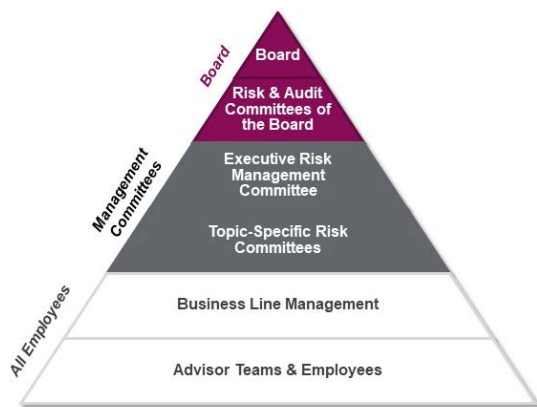 Board
Board
Risk & Audit
Committees of
the Board
Management
Committees
Executive Risk
Management
Committee
Topic-Specific Risk
Committees
All Employees
Business Line Management
Advisor Teams & Employees